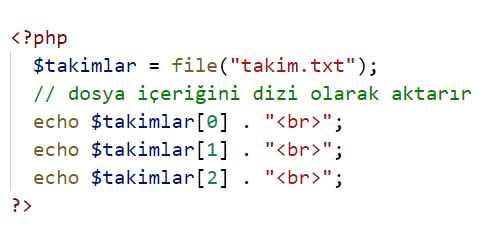 <?php
$takimlar = file("takim.txt");
// dosya içeriğini dizi olarak aktarır
echo $takimlar[0] . "<br>";
echo $takimlar[1] . "<br>";
echo $takimlar[2] . "<br>";
?>